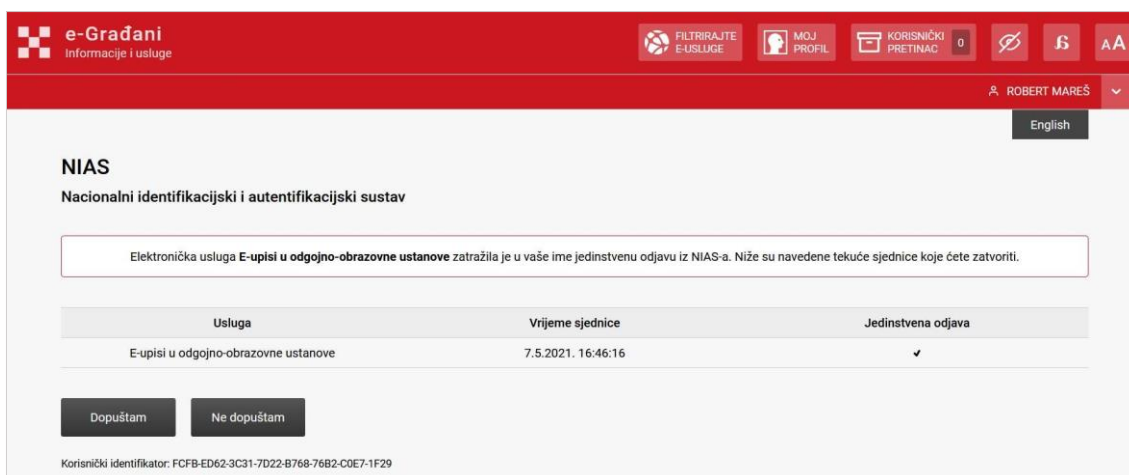 e-Građani
Informacije i usluge
FILTRIRAJTE
E-USLUGE
MOJ
PROFIL
KORISNIČKI
PRETINAC
0
AA
ROBERT MAREŠ
English
NIAS
Nacionalni identifikacijski i autentifikacijski sustav
Elektronička usluga E-upisi u odgojno-obrazovne ustanove zatražila je u vaše ime jedinstvenu odjavu iz NIAS-a. Niže su navedene tekuće sjednice koje ćete zatvoriti.
Usluga Vrijeme sjednice Jedinstvena odjava
E-upisi u odgojno-obrazovne ustanove 7.5.2021. 16:46:16 ✔
Dopuštam Ne dopuštam
Korisnički identifikator: FCFB-ED62-3C31-7D22-B768-76B2-C0E7-1F29